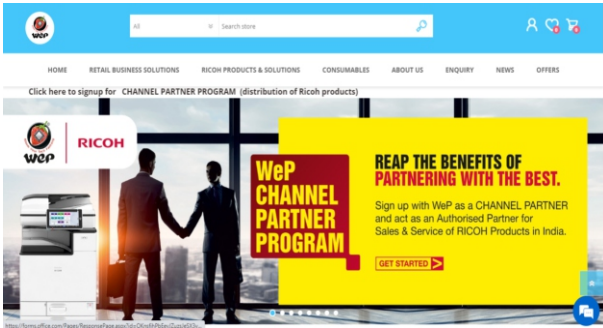 WeP
All
Search store
0
0
HOME RETAIL BUSINESS SOLUTIONS RICOH PRODUCTS & SOLUTIONS CONSUMABLES ABOUT US ENQUIRY NEWS OFFERS
Click here to signup for CHANNEL PARTNER PROGRAM (distribution of Ricoh products)
WeP
RICOH
WeP
CHANNEL
PARTNER
PROGRAM
REAP THE BENEFITS OF
PARTNERING WITH THE BEST.
Sign up with WeP as a CHANNEL PARTNER
and act as an Authorised Partner for
Sales & Service of RICOH Products in India.
GET STARTED